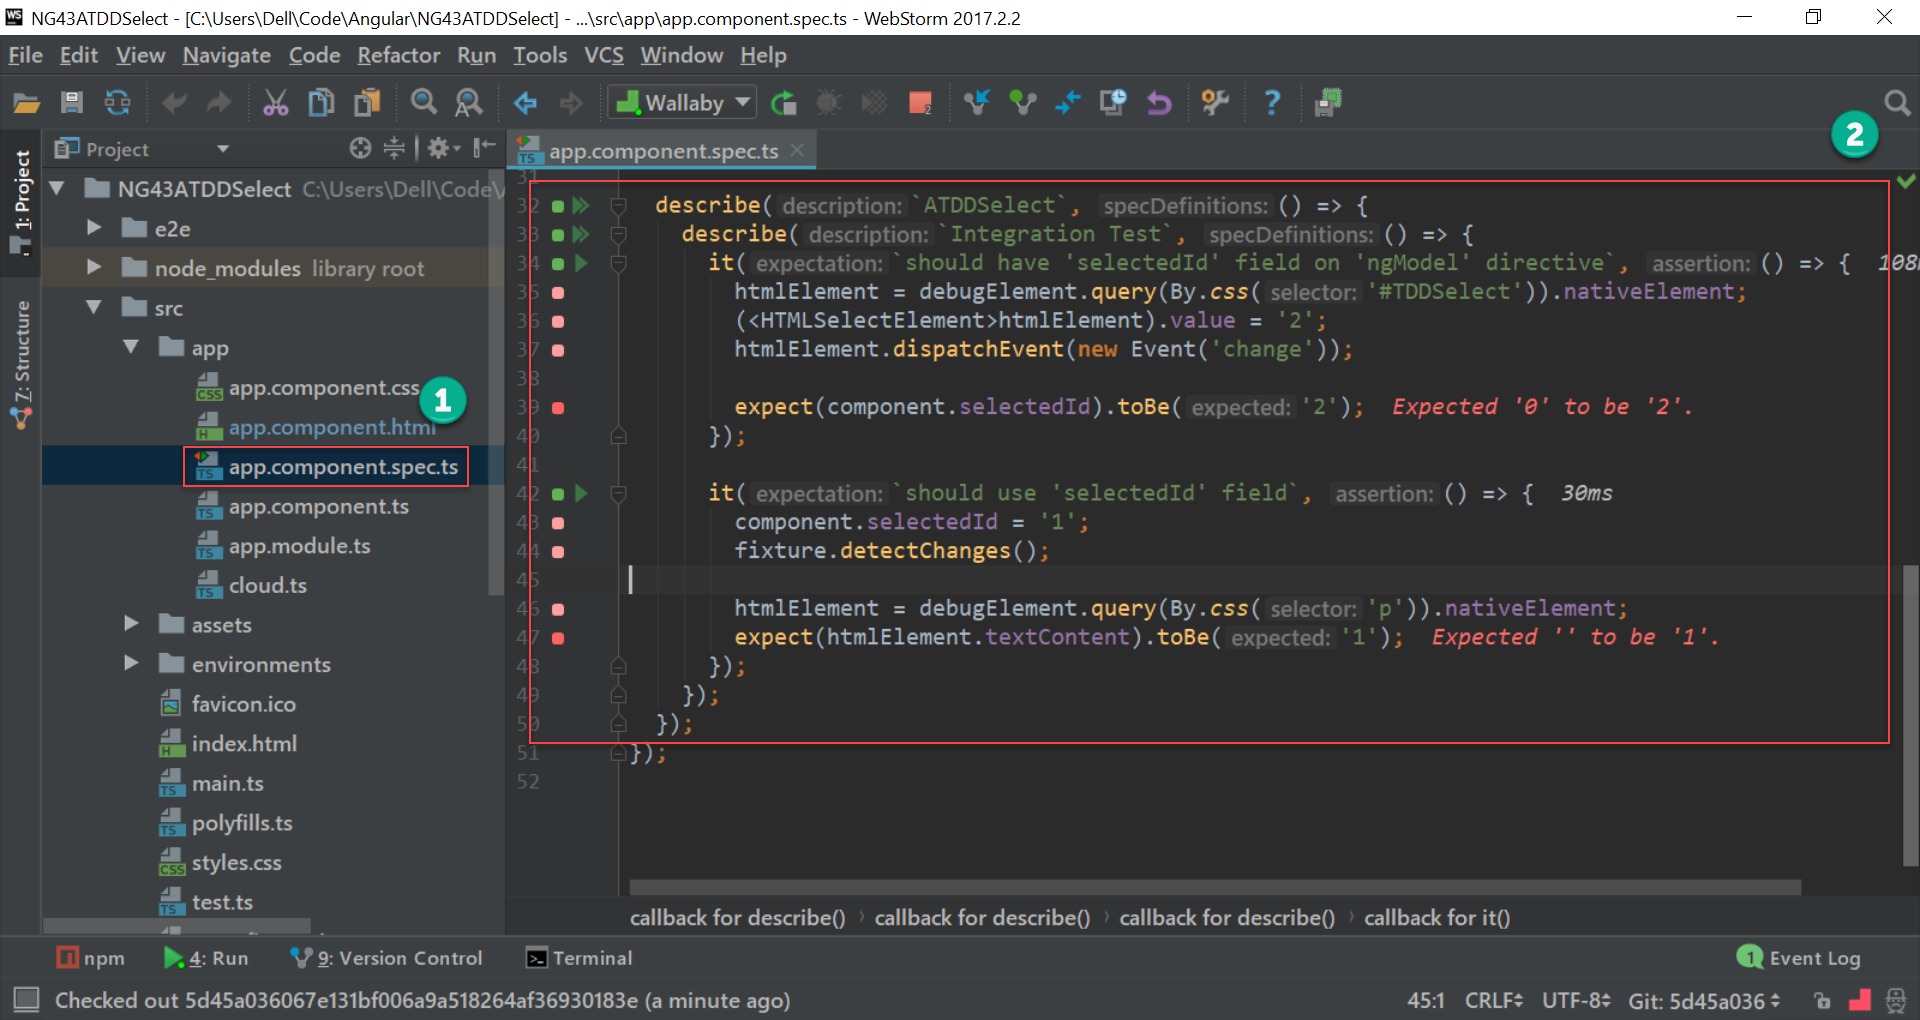 NG43ATDDSelect - [C:\Users\Dell\Code\Angular\NG43ATDDSelect] - ...\src\app\app.component.spec.ts - WebStorm 2017.2.2
File Edit View Navigate Code Refactor Run Tools VCS Window Help
Wallaby
2
?
2
1: Project
7: Structure
Project
NG43ATDDSelect C:\Users\Dell\Code\
e2e
node_modules library root
src
app
app.component.css
1
app.component.html
app.component.spec.ts
app.component.ts
app.module.ts
cloud.ts
assets
environments
favicon.ico
index.html
main.ts
polyfills.ts
styles.css
test.ts
app.component.spec.ts
31
32 describe( description: `ATDDSelect`, specDefinitions: () => {
33 describe( description: `Integration Test`, specDefinitions: () => {
34 it( expectation: `should have 'selectedId' field on 'ngModel' directive`, assertion: () => { 108
35 htmlElement = debugElement.query(By.css( selector: '#TDDSelect')).nativeElement;
36 (<HTMLSelectElement>htmlElement).value = '2';
37 htmlElement.dispatchEvent(new Event('change'));
38
39 expect(component.selectedId).toBe( expected: '2'); Expected '0' to be '2'.
40 });
41
42 it( expectation: `should use 'selectedId' field`, assertion: () => { 30ms
43 component.selectedId = '1';
44 fixture.detectChanges();
45
46 htmlElement = debugElement.query(By.css( selector: 'p')).nativeElement;
47 expect(htmlElement.textContent).toBe( expected: '1'); Expected '' to be '1'.
48 });
49 });
50 });
51 });
52
callback for describe() › callback for describe() › callback for describe() › callback for it()
npm 4: Run 9: Version Control Terminal 1 Event Log
Checked out 5d45a036067e131bf006a9a518264af36930183e (a minute ago) 45:1 CRLF UTF-8 Git: 5d45a036